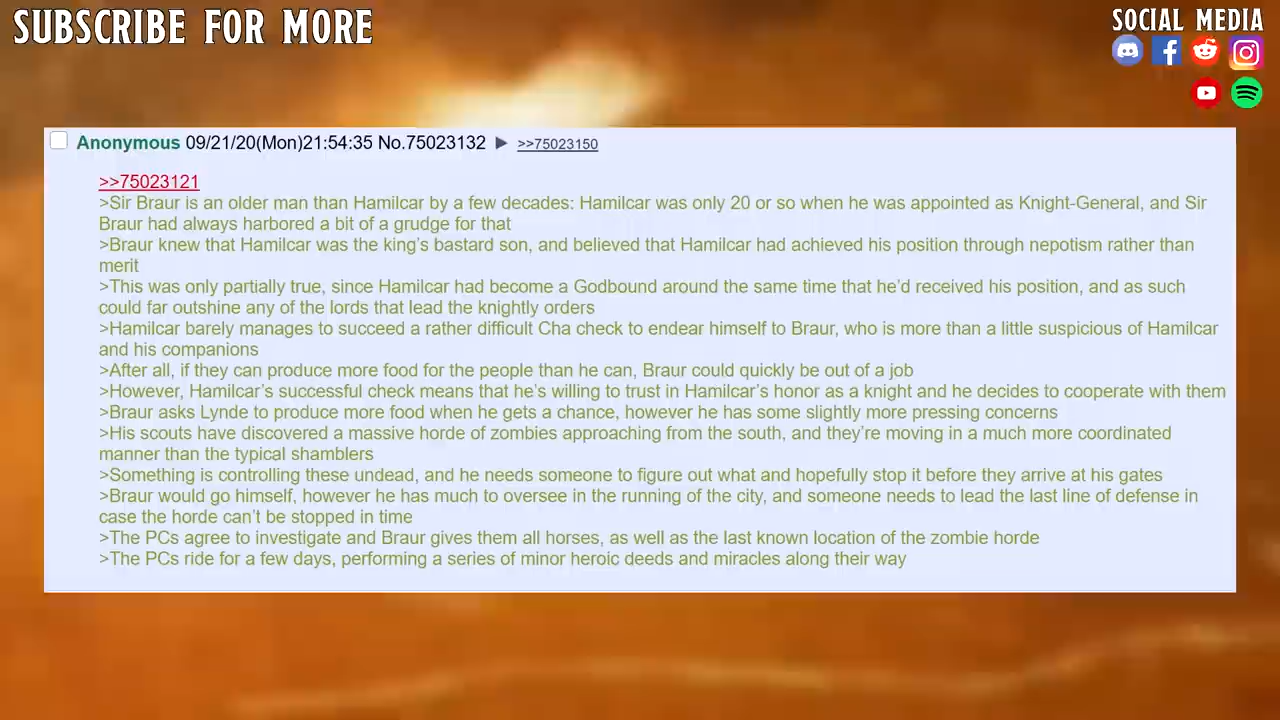 SUBSCRIBE FOR MORE
SOCIAL MEDIA
Anonymous 09/21/20(Mon)21:54:35 No.75023132 ▶ >>75023150
>>75023121
>Sir Braur is an older man than Hamilcar by a few decades: Hamilcar was only 20 or so when he was appointed as Knight-General, and Sir
Braur had always harbored a bit of a grudge for that
>Braur knew that Hamilcar was the king's bastard son, and believed that Hamilcar had achieved his position through nepotism rather than
merit
>This was only partially true, since Hamilcar had become a Godbound around the same time that he'd received his position, and as such
could far outshine any of the lords that lead the knightly orders
>Hamilcar barely manages to succeed a rather difficult Cha check to endear himself to Braur, who is more than a little suspicious of Hamilcar
and his companions
>After all, if they can produce more food for the people than he can, Braur could quickly be out of a job
>However, Hamilcar's successful check means that he's willing to trust in Hamilcar's honor as a knight and he decides to cooperate with them
>Braur asks Lynde to produce more food when he gets a chance, however he has some slightly more pressing concerns
>His scouts have discovered a massive horde of zombies approaching from the south, and they're moving in a much more coordinated
manner than the typical shamblers
>Something is controlling these undead, and he needs someone to figure out what and hopefully stop it before they arrive at his gates
>Braur would go himself, however he has much to oversee in the running of the city, and someone needs to lead the last line of defense in
case the horde can't be stopped in time
>The PCs agree to investigate and Braur gives them all horses, as well as the last known location of the zombie horde
>The PCs ride for a few days, performing a series of minor heroic deeds and miracles along their way